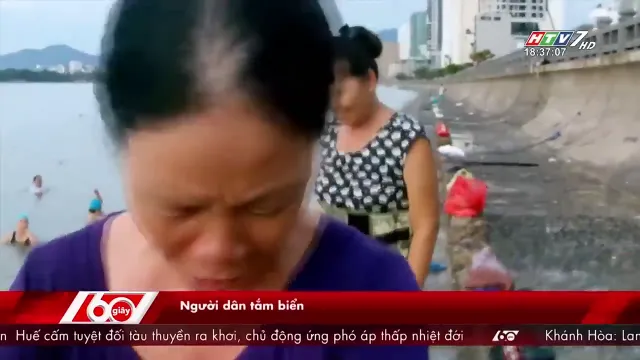 HTV7 HD
18:37:07
60 giây
Người dân tắm biển
Huế cấm tuyệt đối tàu thuyền ra khơi, chủ động ứng phó áp thấp nhiệt đới 60 Khánh Hòa: Lan